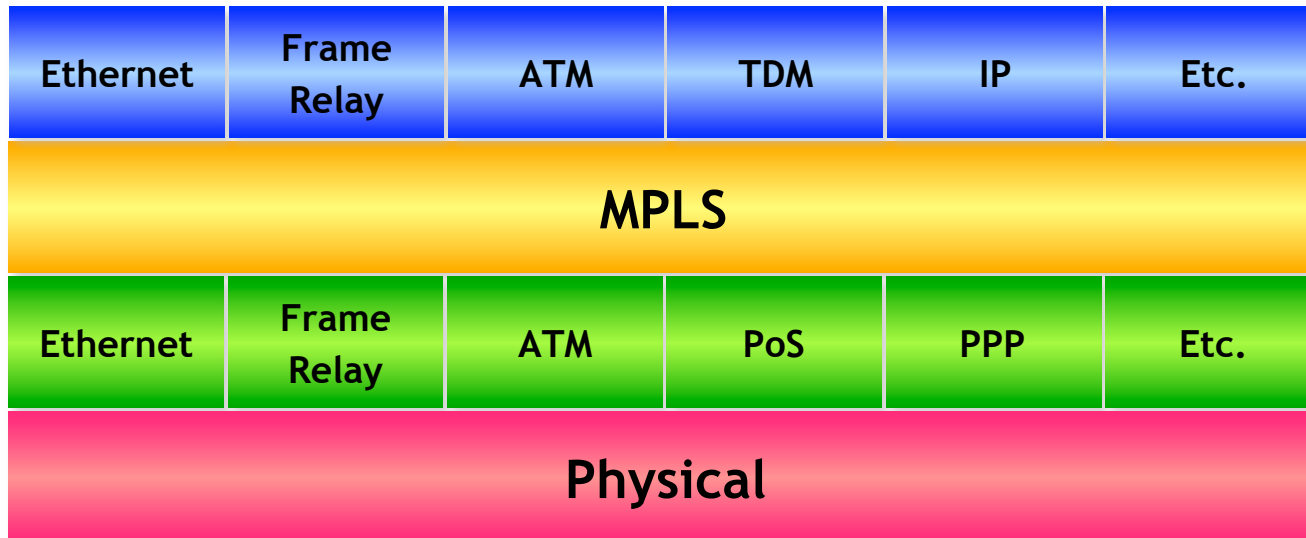 Ethernet
Frame
Relay
ATM
TDM
IP
Etc.
MPLS
Ethernet
Frame
Relay
ATM
PoS
PPP
Etc.
Physical